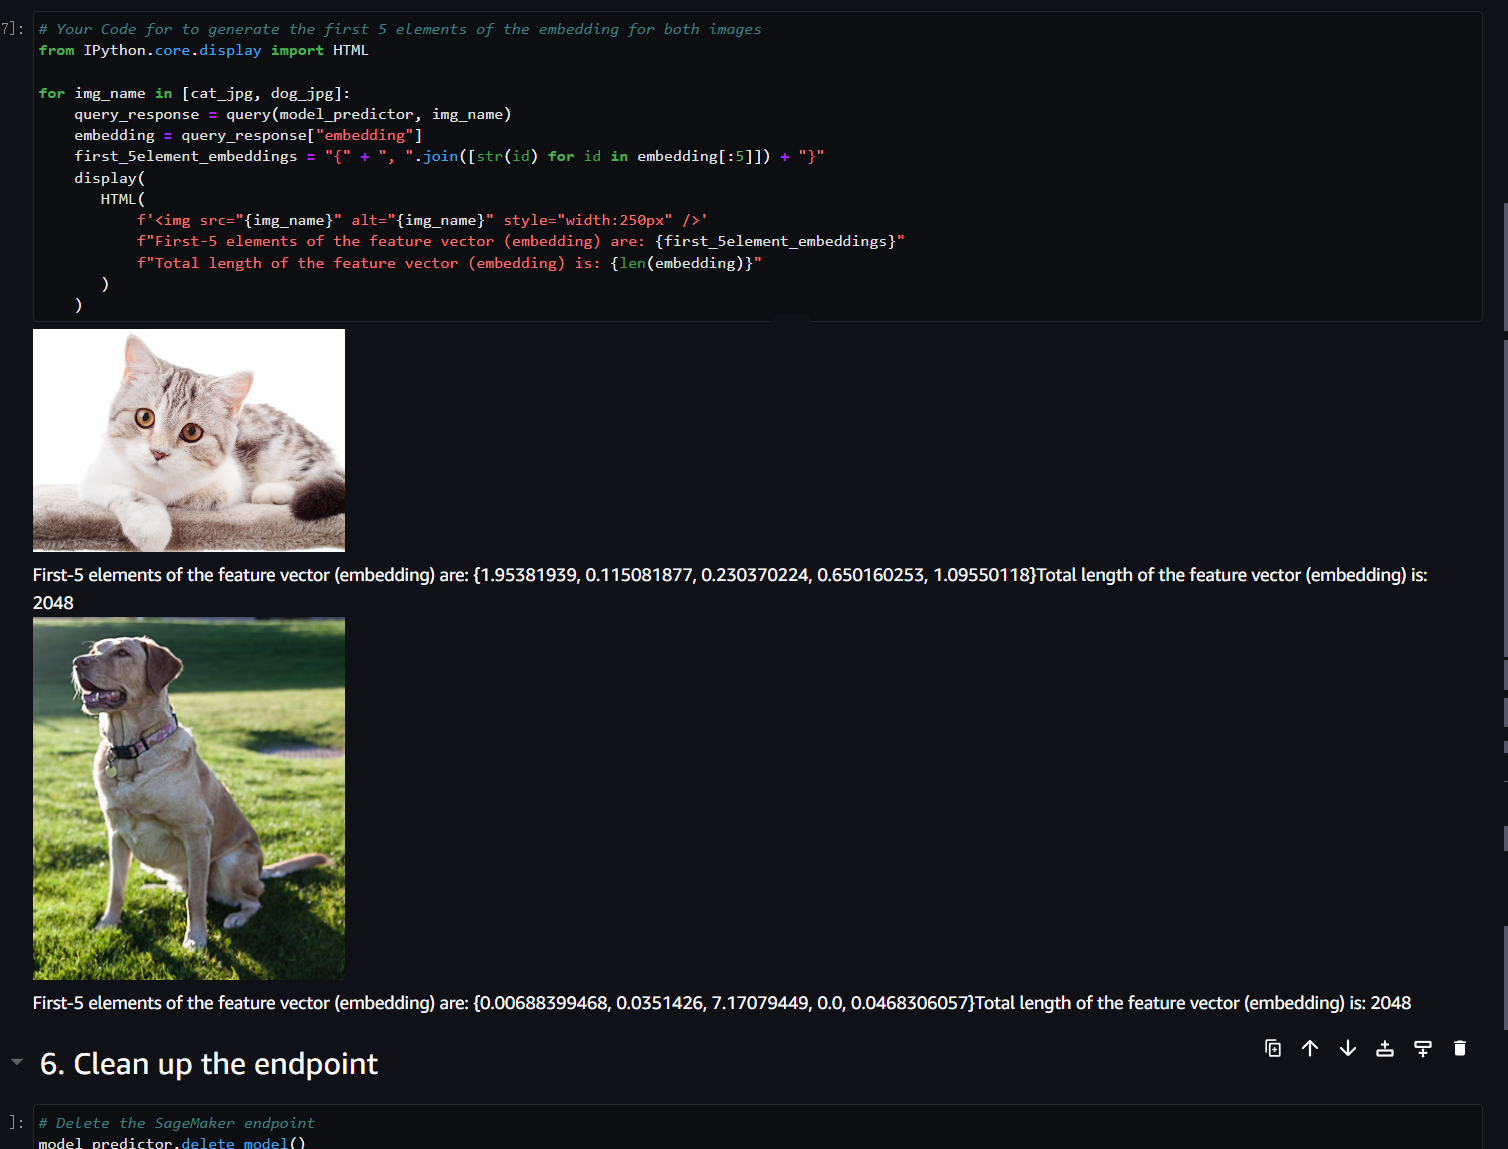 7]:
# Your Code for to generate the first 5 elements of the embedding for both images
from IPython.core.display import HTML
for img_name in [cat_jpg, dog_jpg]:
    query_response = query(model_predictor, img_name)
    embedding = query_response["embedding"]
    first_5element_embeddings = "{" + ", ".join([str(id) for id in embedding[:5]]) + "}"
    display(
       HTML(
           f'<img src="{img_name}" alt="{img_name}" style="width:250px" />'
           f"First-5 elements of the feature vector (embedding) are: {first_5element_embeddings}"
           f"Total length of the feature vector (embedding) is: {len(embedding)}"
       )
    )
First-5 elements of the feature vector (embedding) are: {1.95381939, 0.115081877, 0.230370224, 0.650160253, 1.09550118}Total length of the feature vector (embedding) is:
2048
First-5 elements of the feature vector (embedding) are: {0.00688399468, 0.0351426, 7.17079449, 0.0, 0.0468306057}Total length of the feature vector (embedding) is: 2048
6. Clean up the endpoint
]:
# Delete the SageMaker endpoint
model_predictor.delete_model()